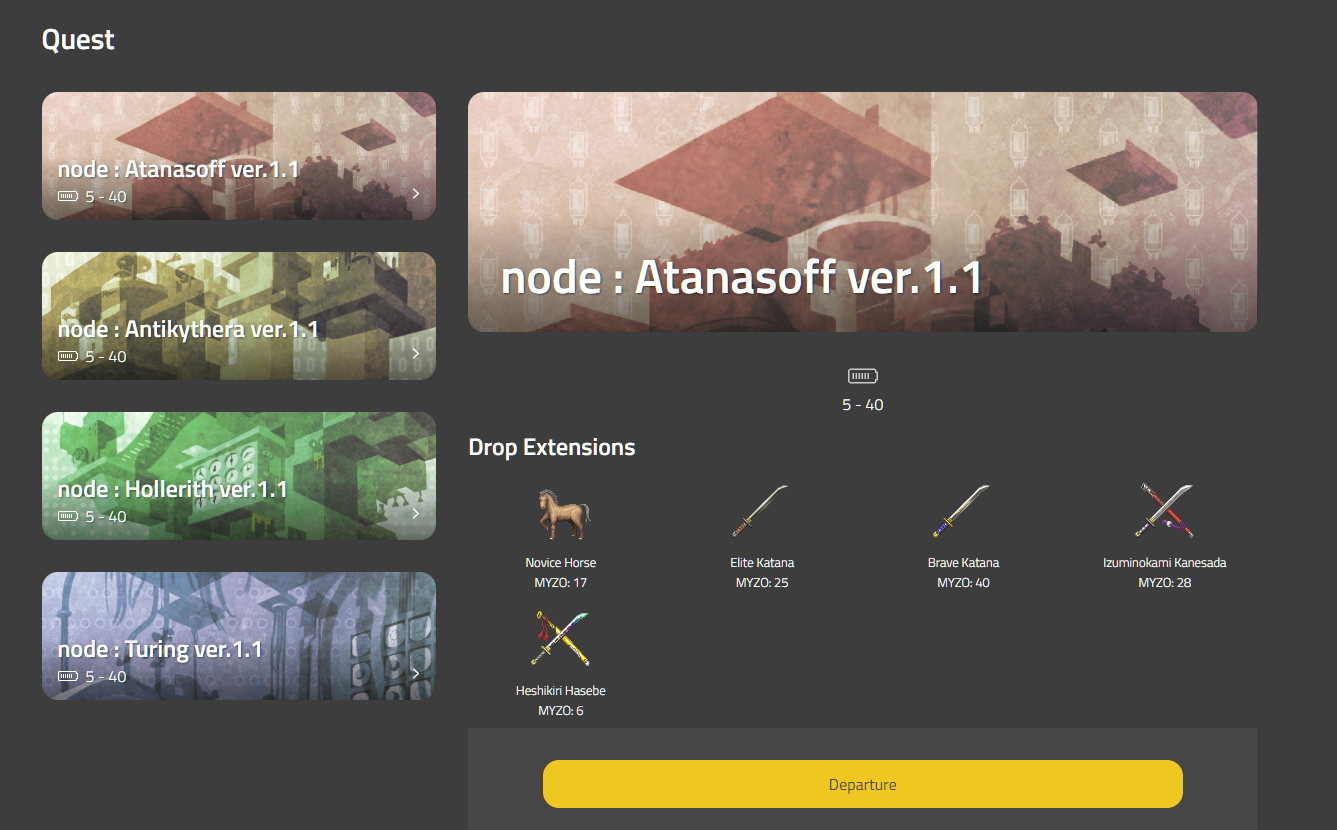 Quest
node : Atanasoff ver.1.1
5 - 40
node : Antikythera ver.1.1
5 - 40
node : Hollerith ver.1.1
5 - 40
node : Turing ver.1.1
5 - 40
node : Atanasoff ver.1.1
5 - 40
Drop Extensions
Novice Horse
MYZO: 17
Elite Katana
MYZO: 25
Brave Katana
MYZO: 40
Izuminokami Kanesada
MYZO: 28
Heshikiri Hasebe
MYZO: 6
Departure